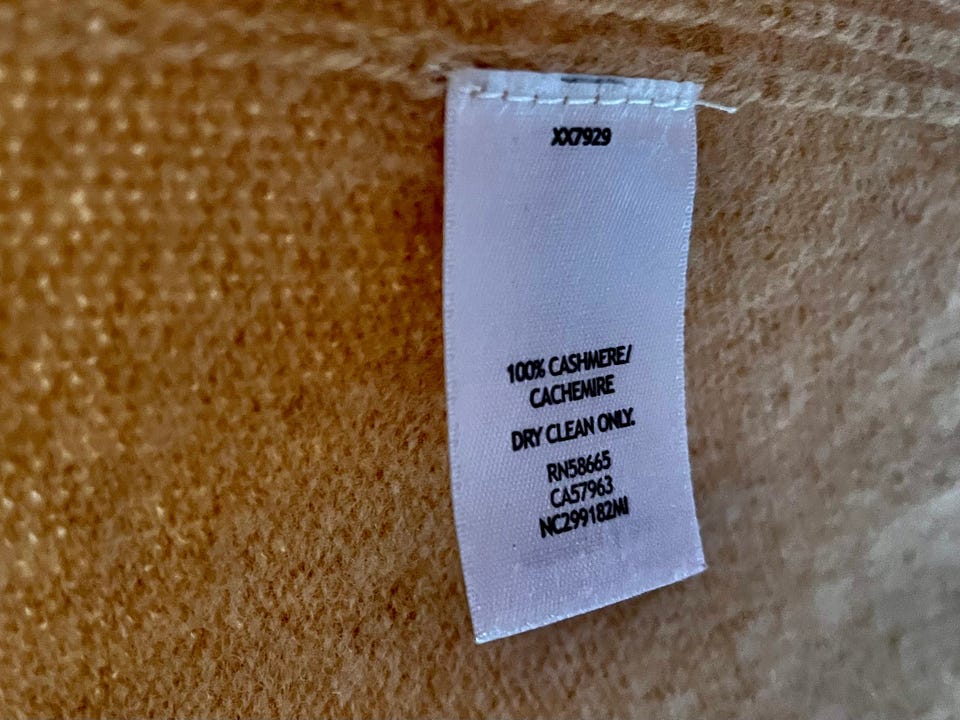 XX7929
100% CASHMERE/
CACHEMIRE
DRY CLEAN ONLY.
RN58665
CA57963
NC299182MI